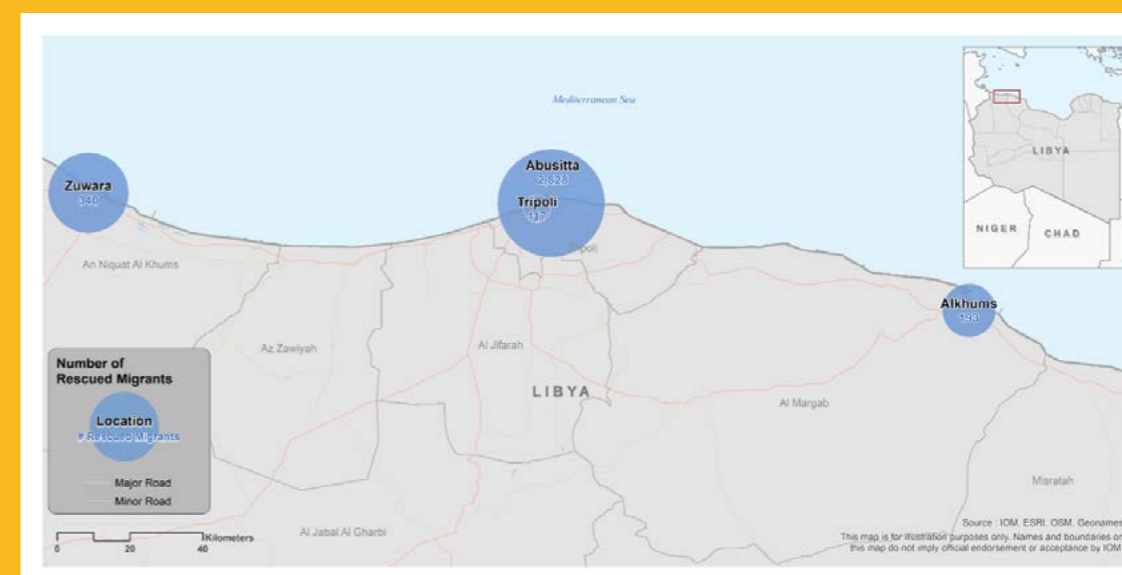 Mediterranean Sea
Zuwara
340
Abusitta
2,828
Tripoli
117
Tripoli
Alkhums
193
An Niquat Al Khums
Az Zawiyah
Al Jifarah
LIBYA
Al Margab
Misratah
Al Jabal Al Gharbi
LIBYA
NIGER
CHAD
Number of
Rescued Migrants
Location
# Rescued Migrants
Major Road
Minor Road
Kilometers
0 20 40
Source : IOM, ESRI, OSM, Geonames
This map is for illustration purposes only. Names and boundaries on
this map do not imply official endorsement or acceptance by IOM